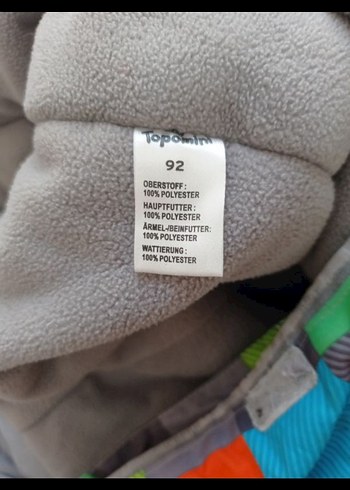 Topomini
92
OBERSTOFF:
100% POLYESTER
HAUPTFUTTER:
100% POLYESTER
ÄRMEL-/BEINFUTTER:
100% POLYESTER
WATTIERUNG:
100% POLYESTER